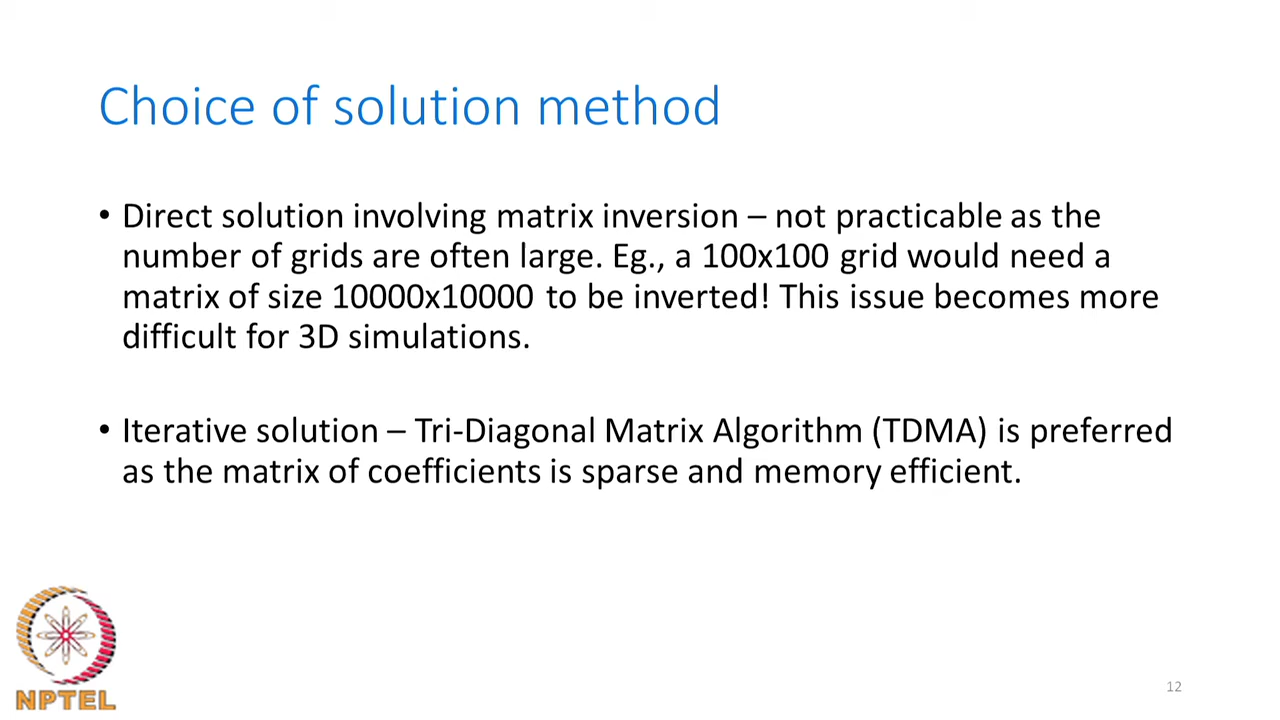 Choice of solution method
• Direct solution involving matrix inversion – not practicable as the
number of grids are often large. Eg., a 100x100 grid would need a
matrix of size 10000x10000 to be inverted! This issue becomes more
difficult for 3D simulations.
• Iterative solution – Tri-Diagonal Matrix Algorithm (TDMA) is preferred
as the matrix of coefficients is sparse and memory efficient.
NPTEL
12